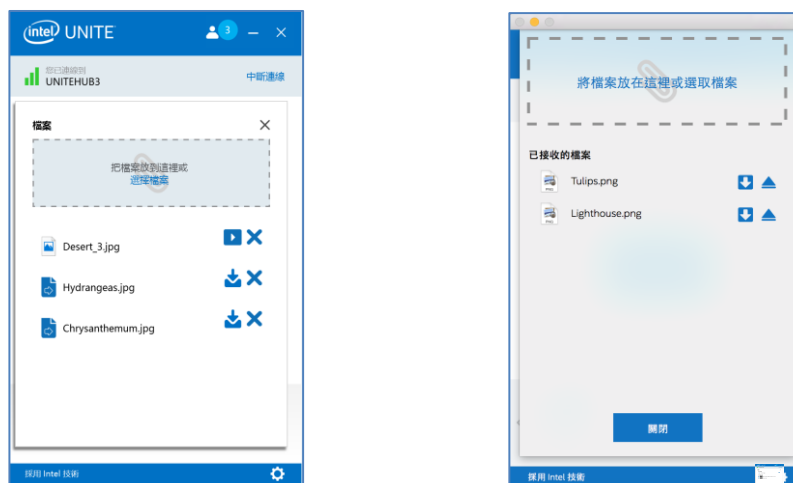 intel UNITE
3
您已連線到
UNITEHUB3
中斷連線
檔案
把檔案放到這裡或
選擇檔案
Desert_3.jpg
Hydrangeas.jpg
Chrysanthemum.jpg
採用 Intel 技術
將檔案放在這裡或選取檔案
已接收的檔案
Tulips.png
Lighthouse.png
關閉
採用 Intel 技術